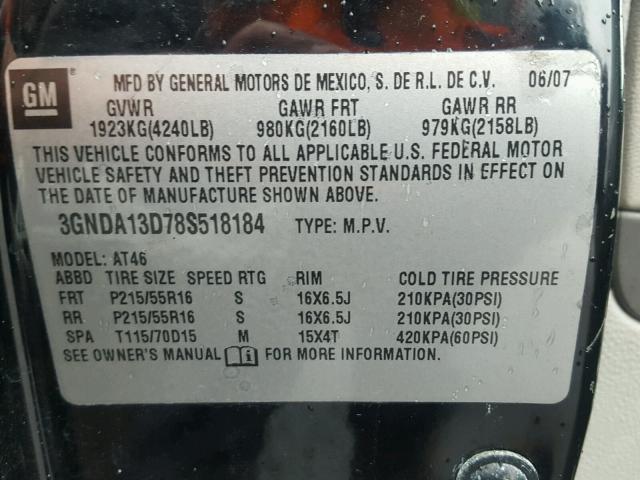 GM ® MFD BY GENERAL MOTORS DE MEXICO, S. DE R.L. DE C.V. 06/07
GVWR GAWR FRT GAWR RR
1923KG(4240LB) 980KG(2160LB) 979KG(2158LB)
THIS VEHICLE CONFORMS TO ALL APPLICABLE U.S. FEDERAL MOTOR
VEHICLE SAFETY AND THEFT PREVENTION STANDARDS IN EFFECT ON
THE DATE OF MANUFACTURE SHOWN ABOVE.
3GNDA13D78S518184 TYPE: M.P.V.
MODEL: AT46
ABBD TIRE SIZE SPEED RTG RIM COLD TIRE PRESSURE
FRT P215/55R16 S 16X6.5J 210KPA(30PSI)
RR P215/55R16 S 16X6.5J 210KPA(30PSI)
SPA T115/70D15 M 15X4T 420KPA(60PSI)
SEE OWNER'S MANUAL i FOR MORE INFORMATION.